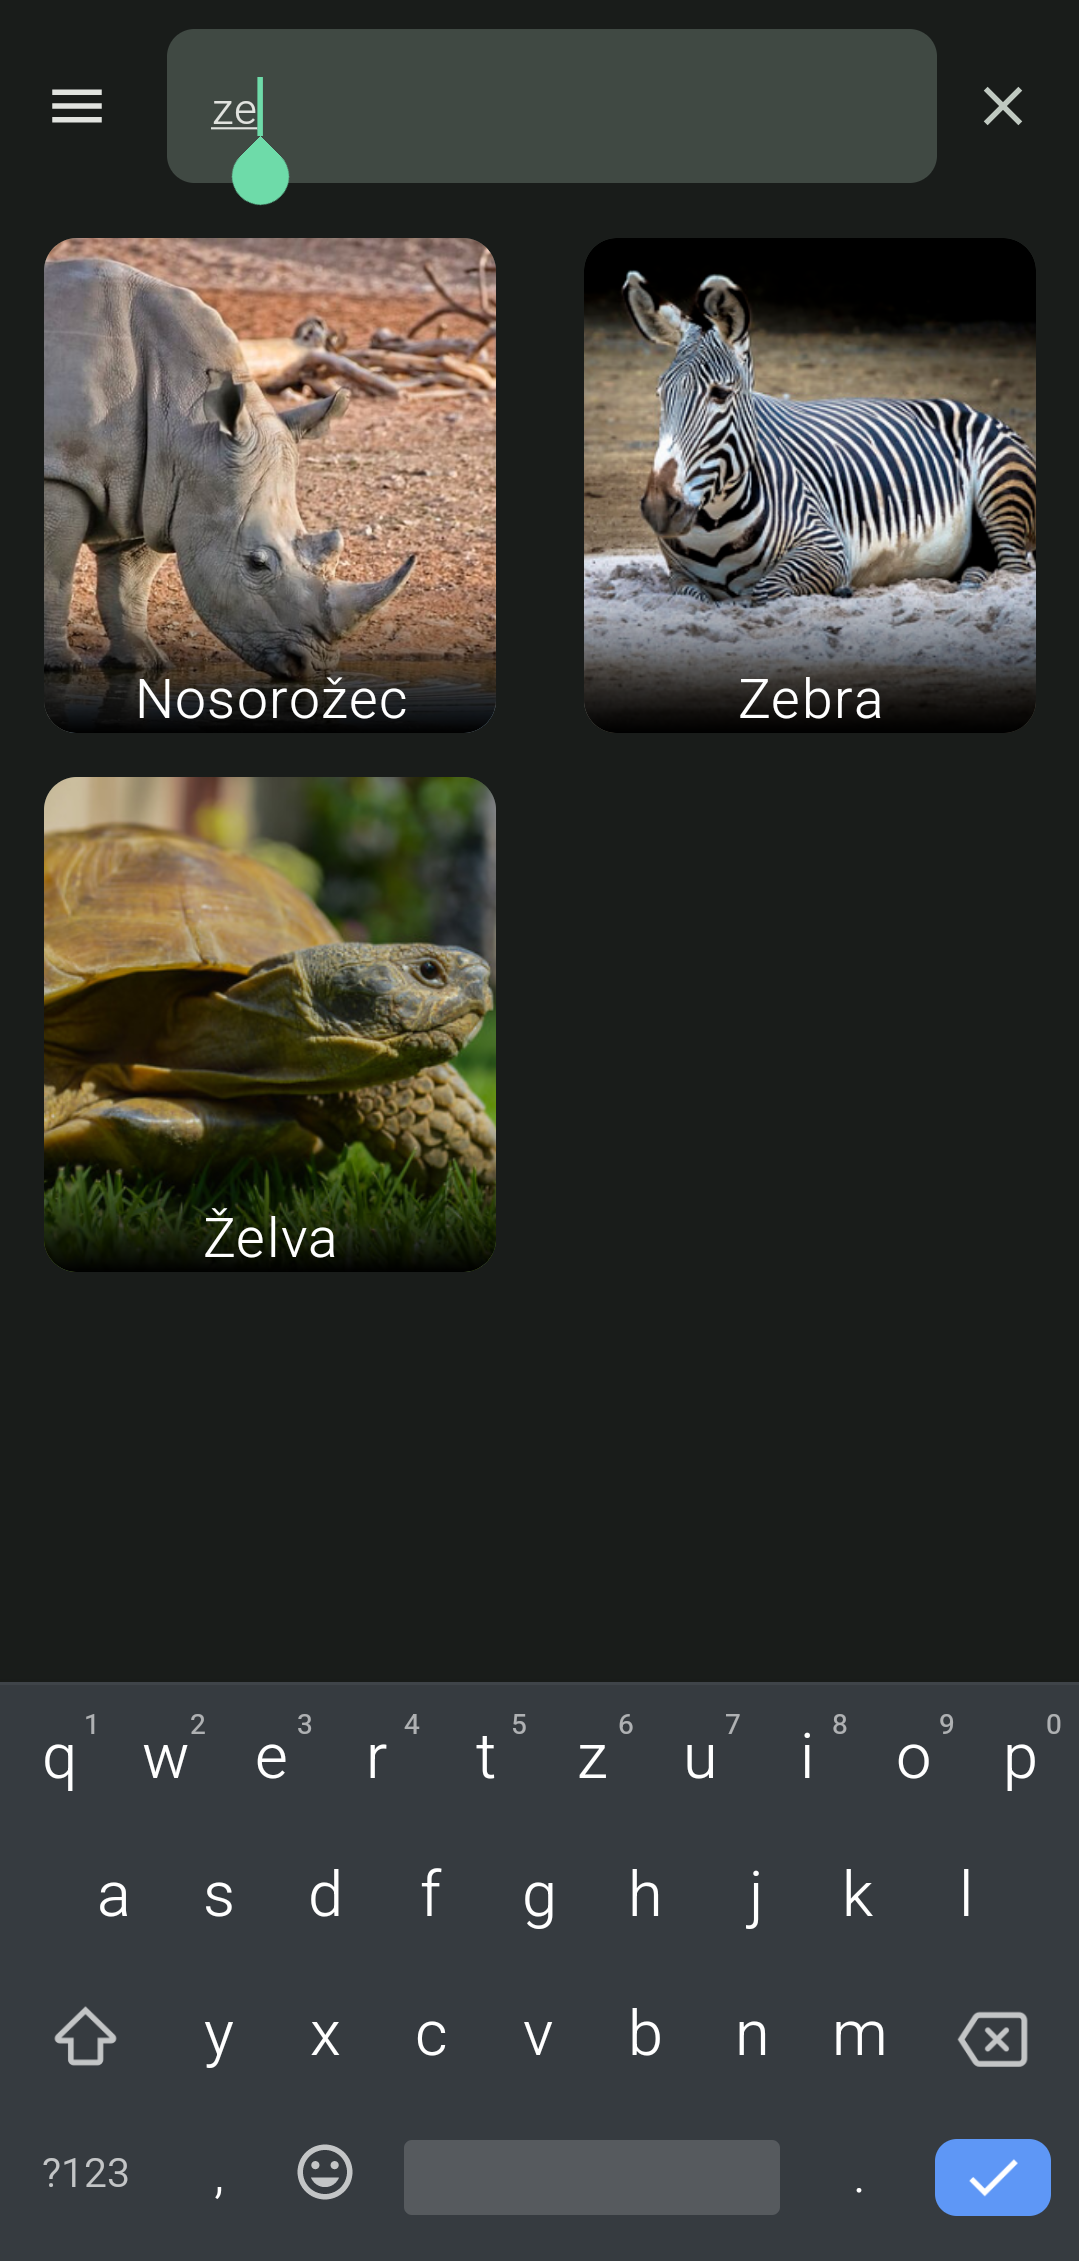 ze
Nosorožec
Zebra
Želva
1 2 3 4 5 6 7 8 9 0
q w e r t z u i o p
a s d f g h j k l
y x c v b n m
?123 , .